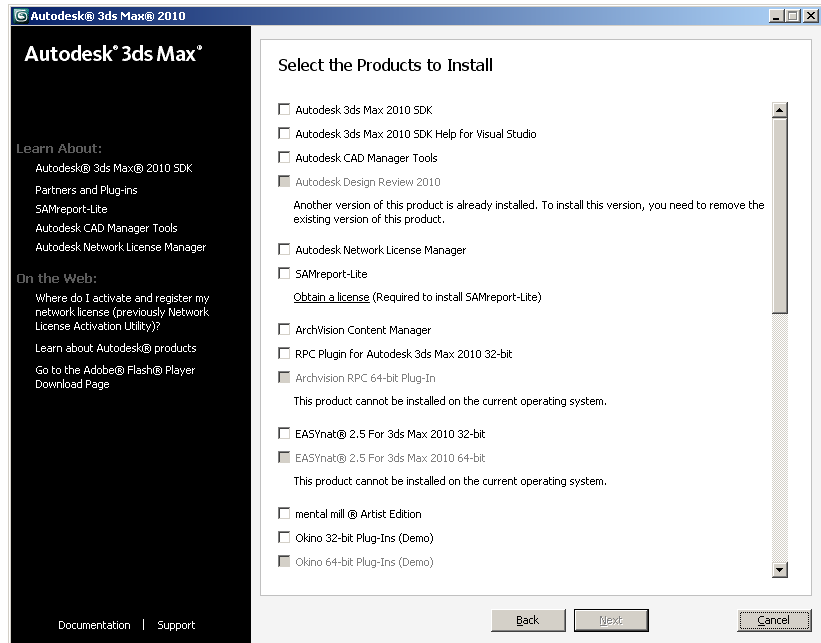 Autodesk® 3ds Max® 2010
Autodesk® 3ds Max®
Learn About:
Autodesk® 3ds Max® 2010 SDK
Partners and Plug-ins
SAMreport-Lite
Autodesk CAD Manager Tools
Autodesk Network License Manager
On the Web:
Where do I activate and register my
network license (previously Network
License Activation Utility)?
Learn about Autodesk® products
Go to the Adobe® Flash® Player
Download Page
Documentation | Support
Select the Products to Install
Autodesk 3ds Max 2010 SDK
Autodesk 3ds Max 2010 SDK Help for Visual Studio
Autodesk CAD Manager Tools
Autodesk Design Review 2010
Another version of this product is already installed. To install this version, you need to remove the
existing version of this product.
Autodesk Network License Manager
SAMreport-Lite
Obtain a license (Required to install SAMreport-Lite)
ArchVision Content Manager
RPC Plugin for Autodesk 3ds Max 2010 32-bit
Archvision RPC 64-bit Plug-In
This product cannot be installed on the current operating system.
EASYnat® 2.5 For 3ds Max 2010 32-bit
EASYnat® 2.5 For 3ds Max 2010 64-bit
This product cannot be installed on the current operating system.
mental mill ® Artist Edition
Okino 32-bit Plug-Ins (Demo)
Okino 64-bit Plug-Ins (Demo)
Back
Next
Cancel